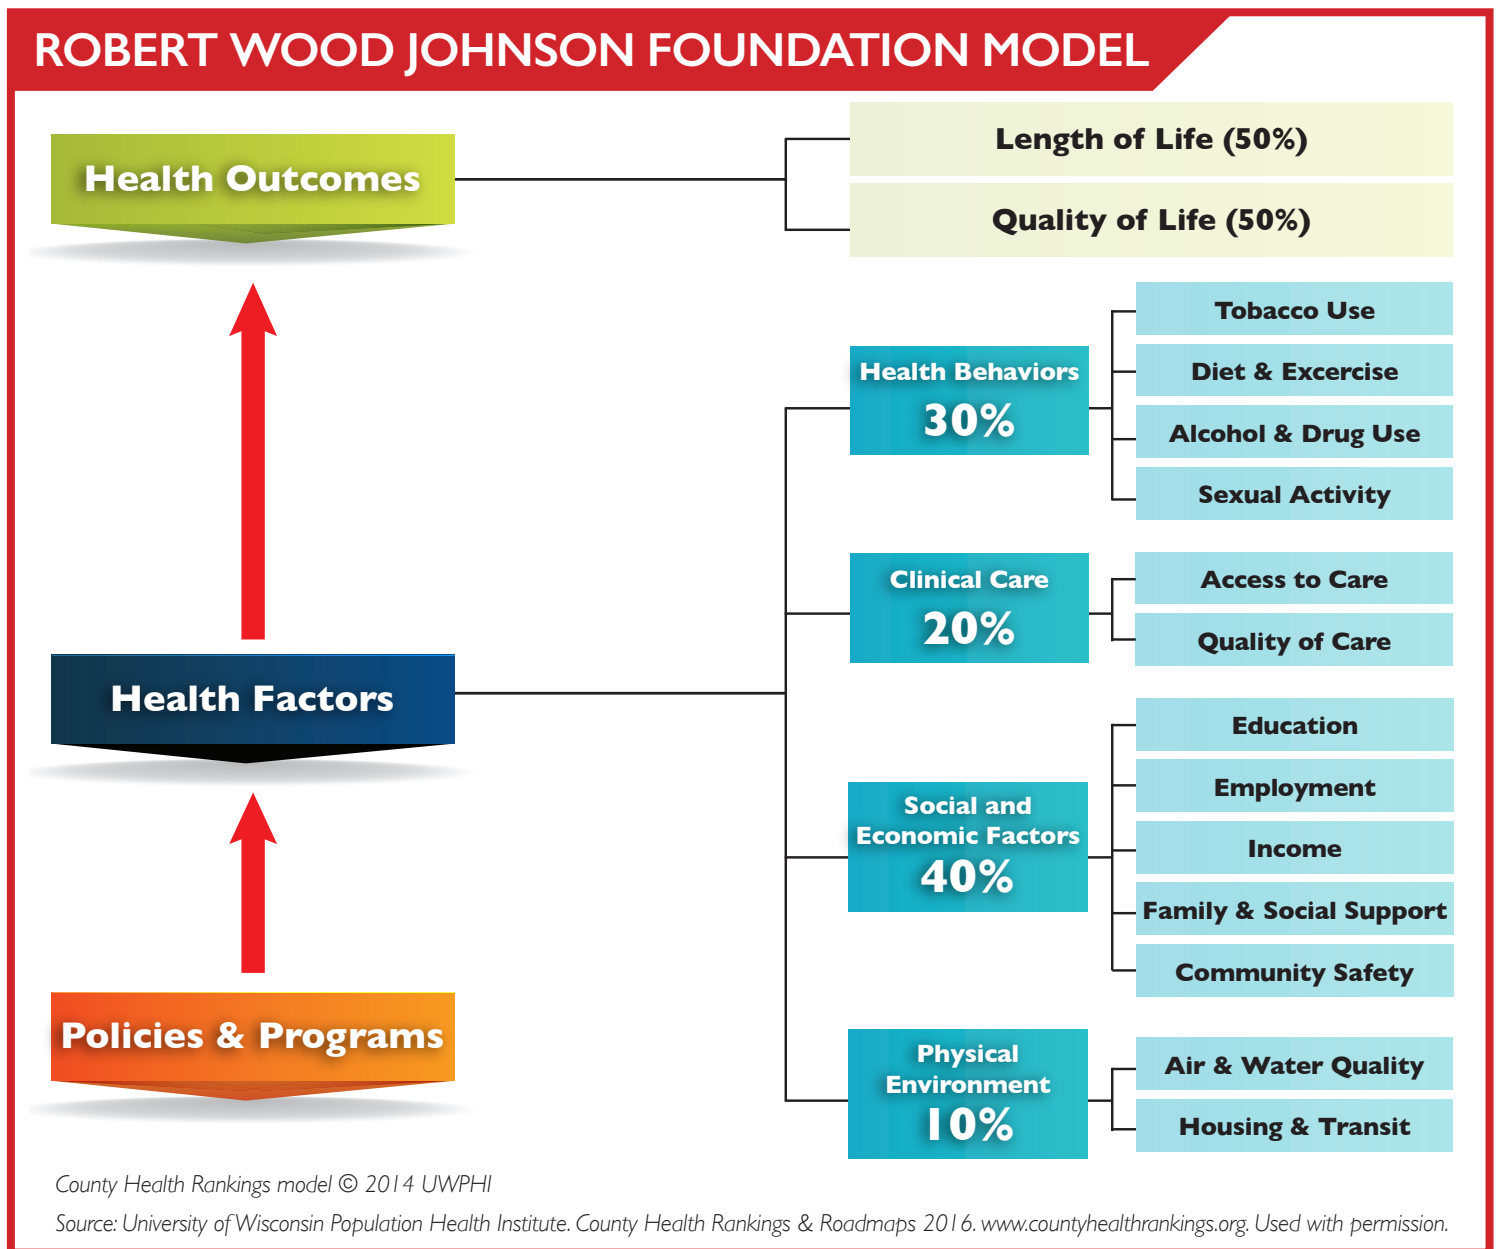 ROBERT WOOD JOHNSON FOUNDATION MODEL
Health Outcomes
Length of Life (50%)
Quality of Life (50%)
Health Factors
Health Behaviors
30%
Tobacco Use
Diet & Excercise
Alcohol & Drug Use
Sexual Activity
Clinical Care
20%
Access to Care
Quality of Care
Social and
Economic Factors
40%
Education
Employment
Income
Family & Social Support
Community Safety
Physical
Environment
10%
Air & Water Quality
Housing & Transit
Policies & Programs
County Health Rankings model © 2014 UWPHI
Source: University of Wisconsin Population Health Institute. County Health Rankings & Roadmaps 2016. www.countyhealthrankings.org. Used with permission.